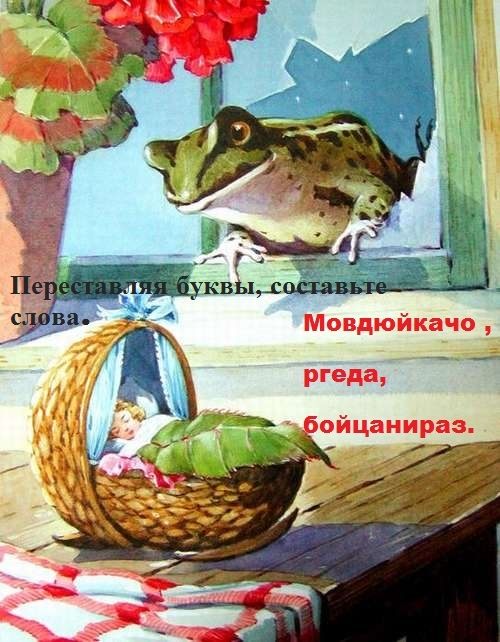 Переставляя буквы, составьте
слова.
Мовдюйкачо ,
ргеда,
бойцанираз.